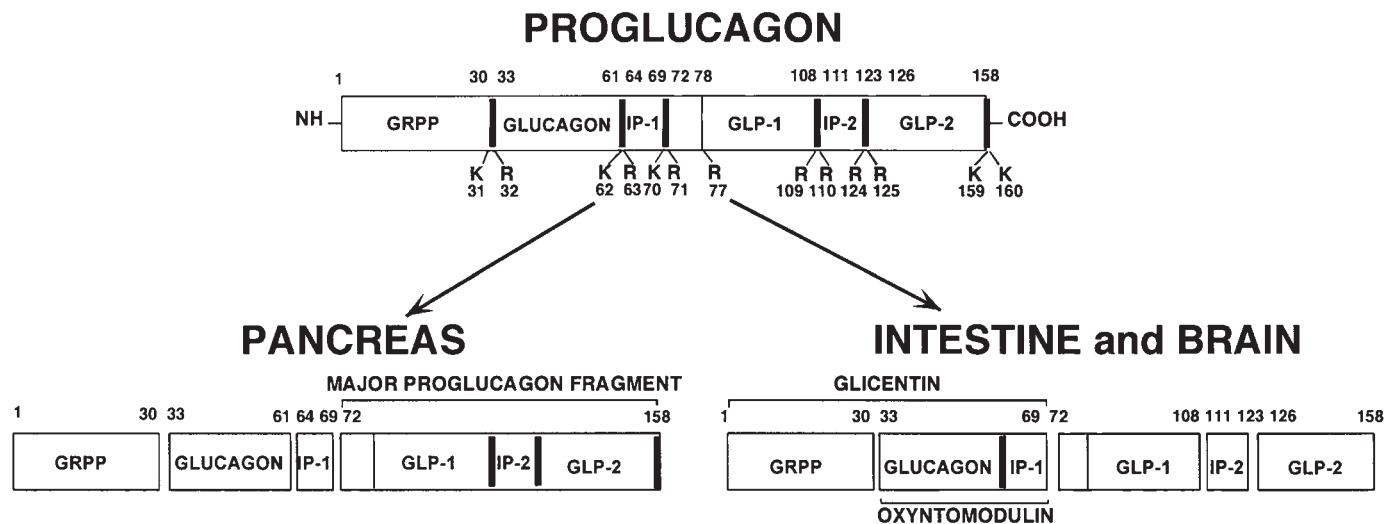 PROGLUCAGON
1 30 33 61 64 69 72 78 108 111 123 126 158
NH GRPP GLUCAGON IP-1 GLP-1 IP-2 GLP-2 COOH
K R K R K R R R R R R K K
31 32 62 63 70 71 77 109 110 124 125 159 160
PANCREAS
INTESTINE and BRAIN
MAJOR PROGLUCAGON FRAGMENT
1 30 33 61 64 69 72 158
GRPP GLUCAGON IP-1 GLP-1 IP-2 GLP-2
GLICENTIN
1 30 33 69 72 108 111 123 126 158
GRPP GLUCAGON IP-1 GLP-1 IP-2 GLP-2
OXYNTOMODULIN